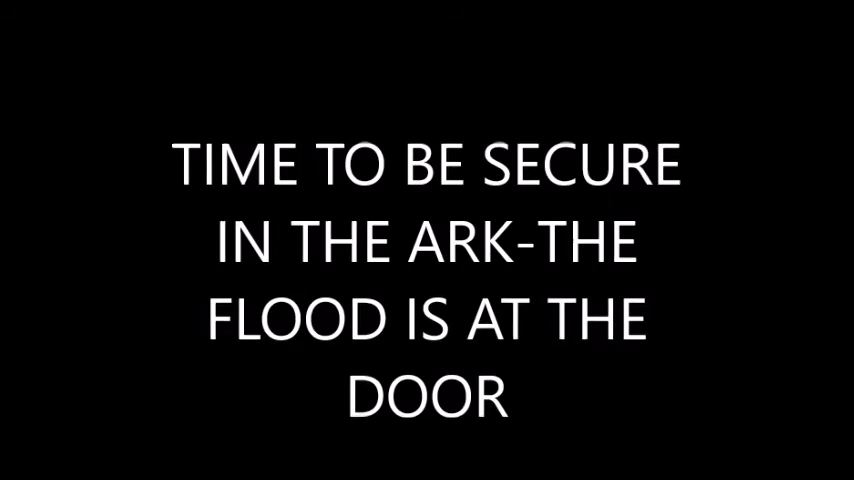 TIME TO BE SECURE
IN THE ARK-THE
FLOOD IS AT THE
DOOR